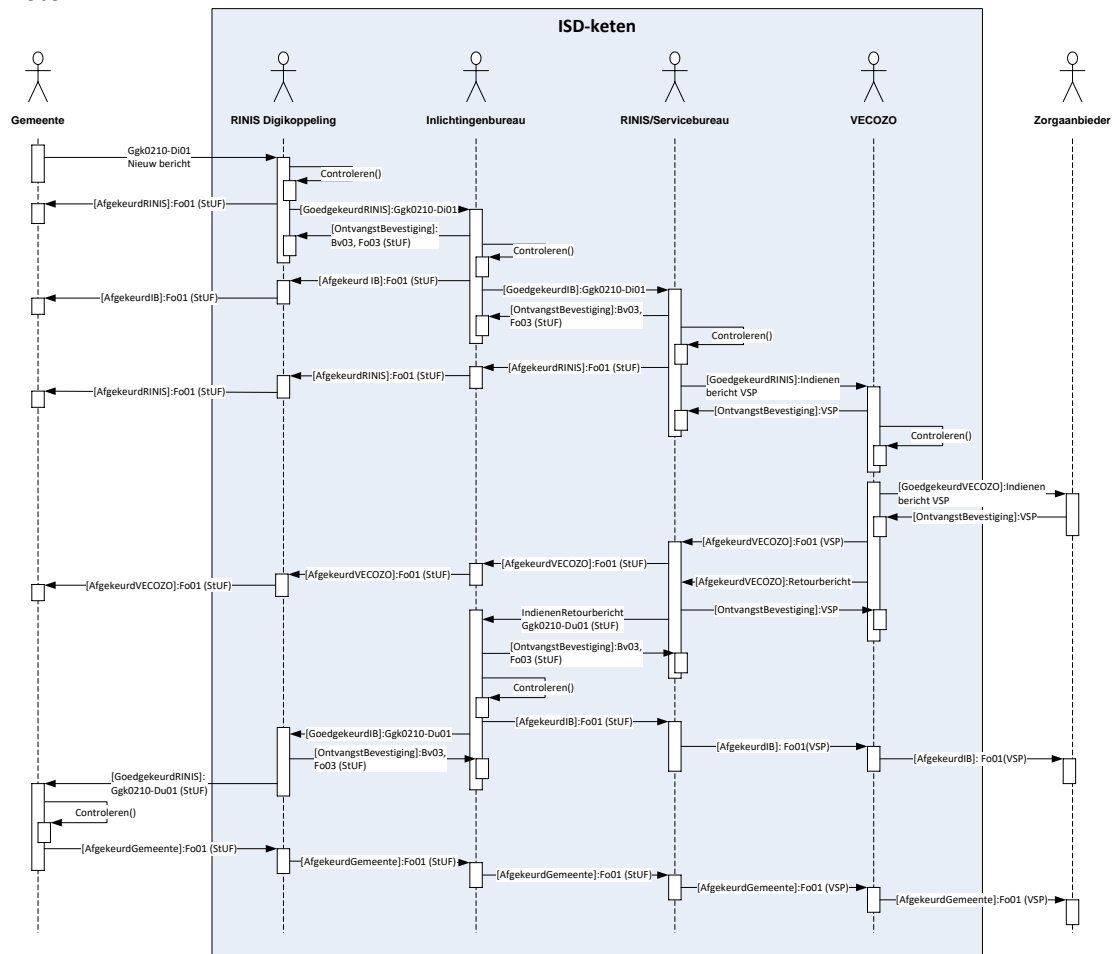 ISD-keten
Gemeente
RINIS Digikoppeling
Inlichtingenbureau
RINIS/Servicebureau
VECOZO
Zorgaanbieder
Ggk0210-Di01
Nieuw bericht
Controleren()
[AfgekeurdRINIS]:Fo01 (StUF)
[GoedgekeurdRINIS]:Ggk0210-Di01
[OntvangstBevestiging]:
Bv03, Fo03 (StUF)
Controleren()
[Afgekeurd IB]:Fo01 (StUF)
[AfgekeurdIB]:Fo01 (StUF)
[GoedgekeurdIB]:Ggk0210-Di01
[OntvangstBevestiging]:Bv03,
Fo03 (StUF)
Controleren()
[AfgekeurdRINIS]:Fo01 (StUF)
[AfgekeurdRINIS]:Fo01 (StUF)
[AfgekeurdRINIS]:Fo01 (StUF)
[GoedgekeurdRINIS]:Indienen
bericht VSP
[OntvangstBevestiging]:VSP
Controleren()
[GoedgekeurdVECOZO]:Indienen
bericht VSP
[OntvangstBevestiging]:VSP
[AfgekeurdVECOZO]:Fo01 (VSP)
[AfgekeurdVECOZO]:Fo01 (StUF)
[AfgekeurdVECOZO]:Fo01 (StUF)
[AfgekeurdVECOZO]:Fo01 (StUF)
[AfgekeurdVECOZO]:Retourbericht
[OntvangstBevestiging]:VSP
IndienenRetourbericht
Ggk0210-Du01 (StUF)
[OntvangstBevestiging]:Bv03,
Fo03 (StUF)
Controleren()
[AfgekeurdIB]:Fo01 (StUF)
[GoedgekeurdIB]:Ggk0210-Du01
[AfgekeurdIB]: Fo01(VSP)
[AfgekeurdIB]: Fo01(VSP)
[OntvangstBevestiging]:Bv03,
Fo03 (StUF)
[GoedgekeurdRINIS]:
Ggk0210-Du01 (StUF)
Controleren()
[AfgekeurdGemeente]:Fo01 (StUF)
[AfgekeurdGemeente]:Fo01 (StUF)
[AfgekeurdGemeente]:Fo01 (StUF)
[AfgekeurdGemeente]:Fo01 (VSP)
[AfgekeurdGemeente]:Fo01 (VSP)